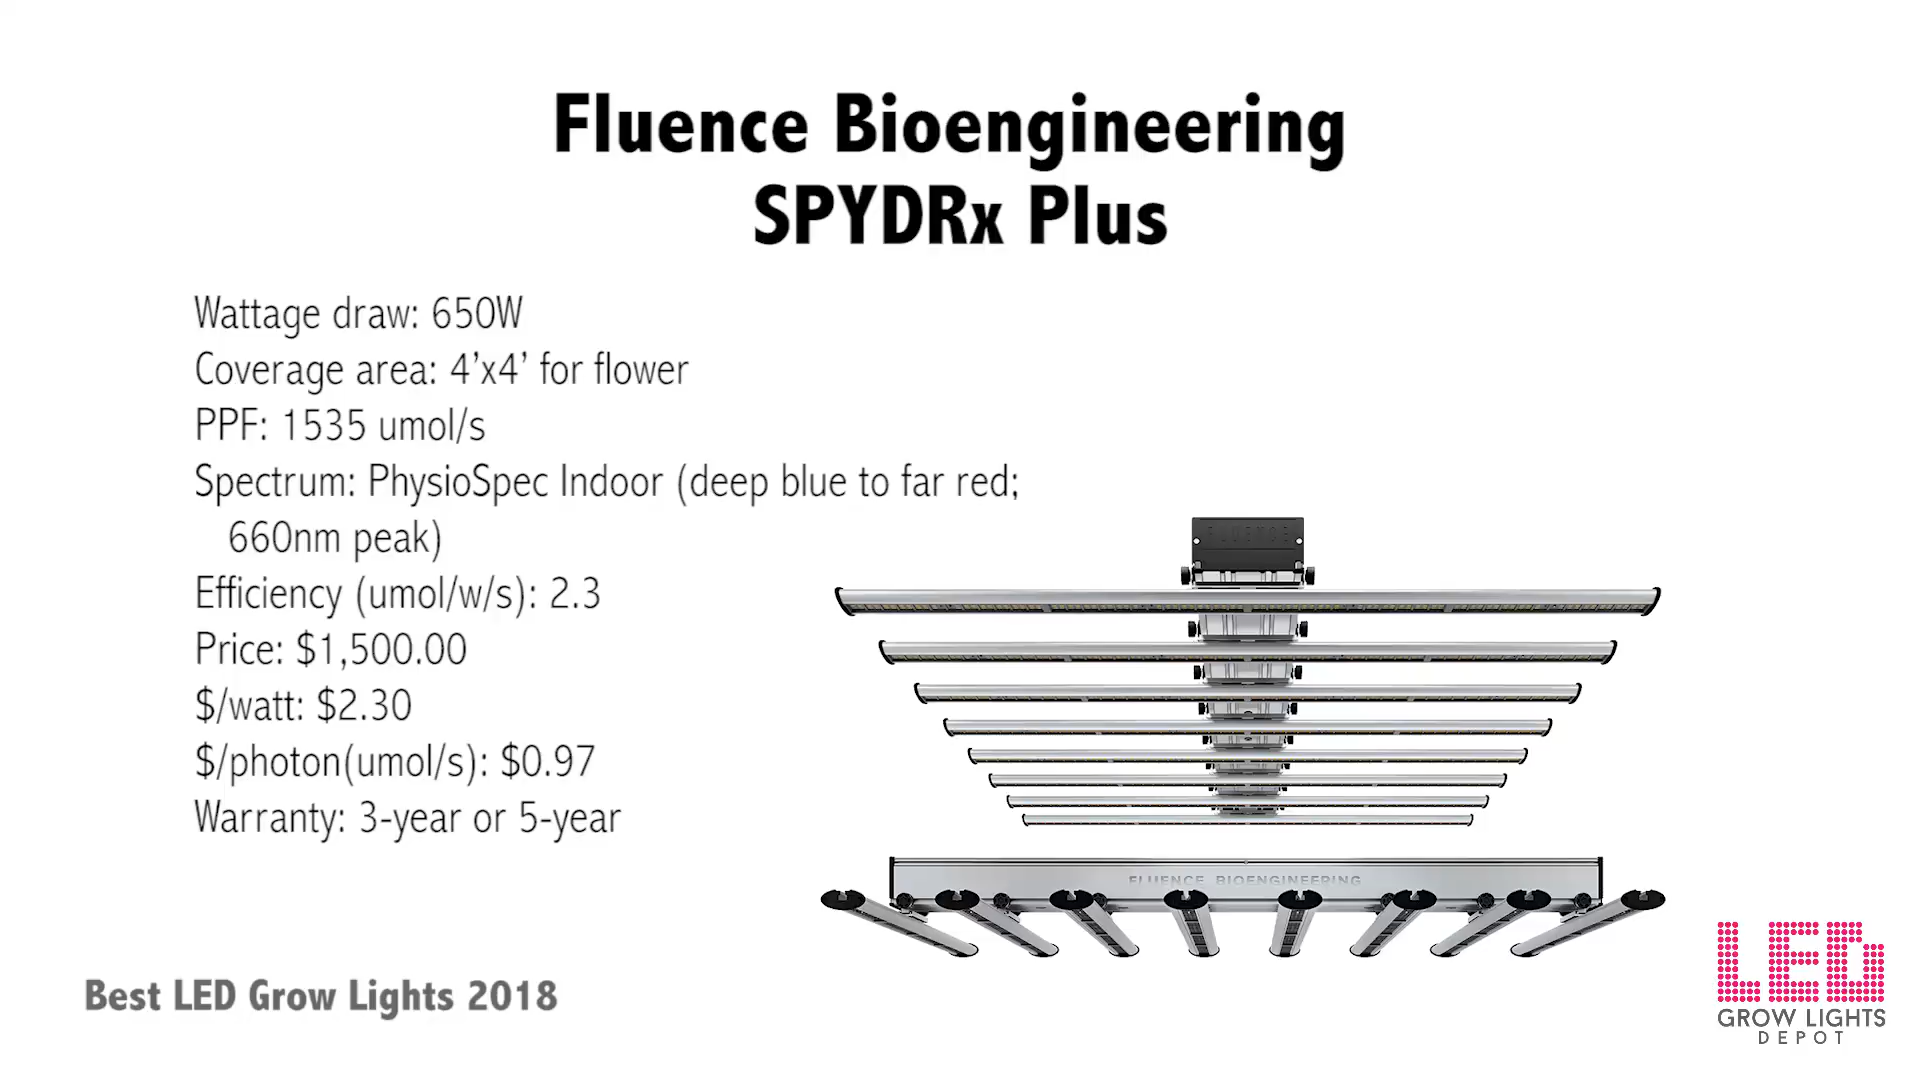 Fluence Bioengineering
SPYDRx Plus
Wattage draw: 650W
Coverage area: 4’x4’ for flower
PPF: 1535 umol/s
Spectrum: PhysioSpec Indoor (deep blue to far red;
660nm peak)
Efficiency (umol/w/s): 2.3
Price: $1,500.00
$/watt: $2.30
$/photon(umol/s): $0.97
Warranty: 3-year or 5-year
FLUENCE
FLUENCE BIOENGINEERING
Best LED Grow Lights 2018
LED
GROW LIGHTS
DEPOT